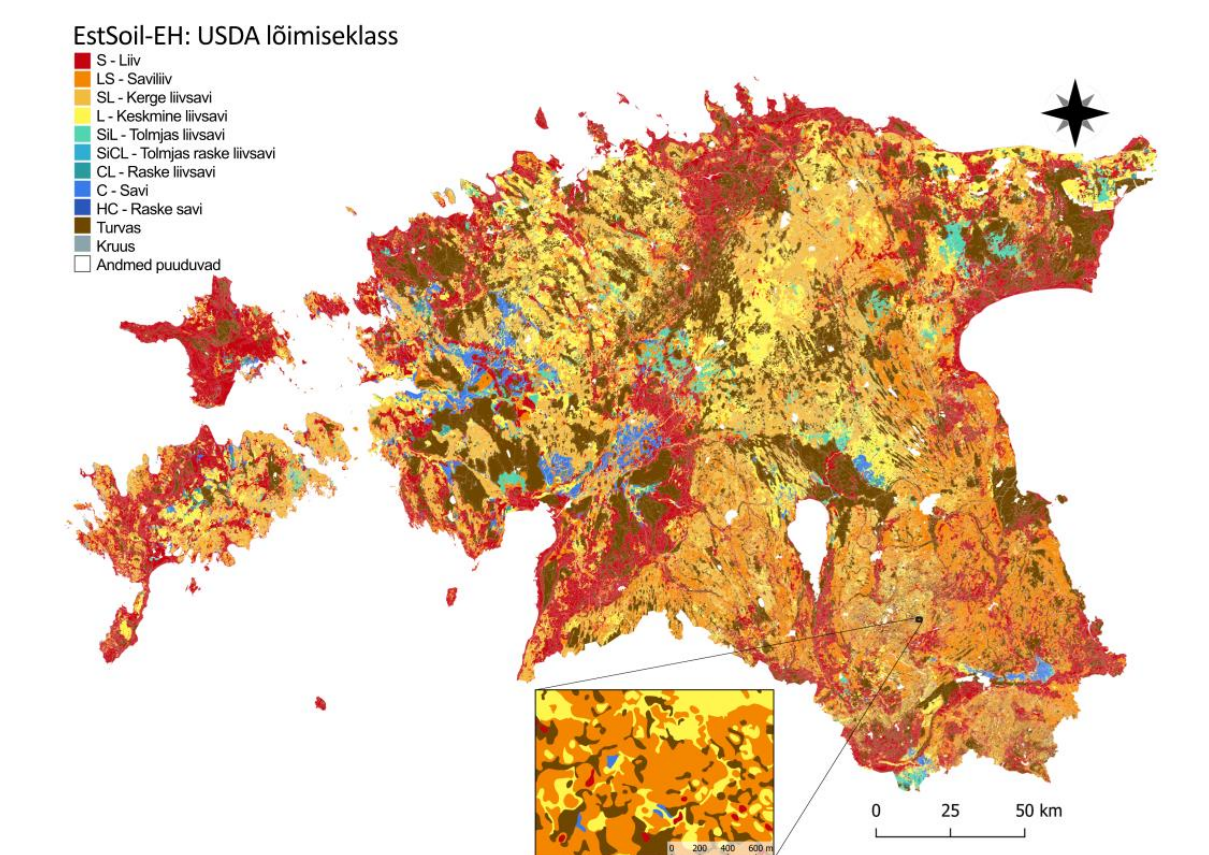 EstSoil-EH: USDA lõimiseklass
S - Liiv
LS - Saviliiv
SL - Kerge liivsavi
L - Keskmine liivsavi
SiL - Tolmjas liivsavi
SiCL - Tolmjas raske liivsavi
CL - Raske liivsavi
C - Savi
HC - Raske savi
Turvas
Kruus
Andmed puuduvad
0 25 50 km
0 200 400 600 m